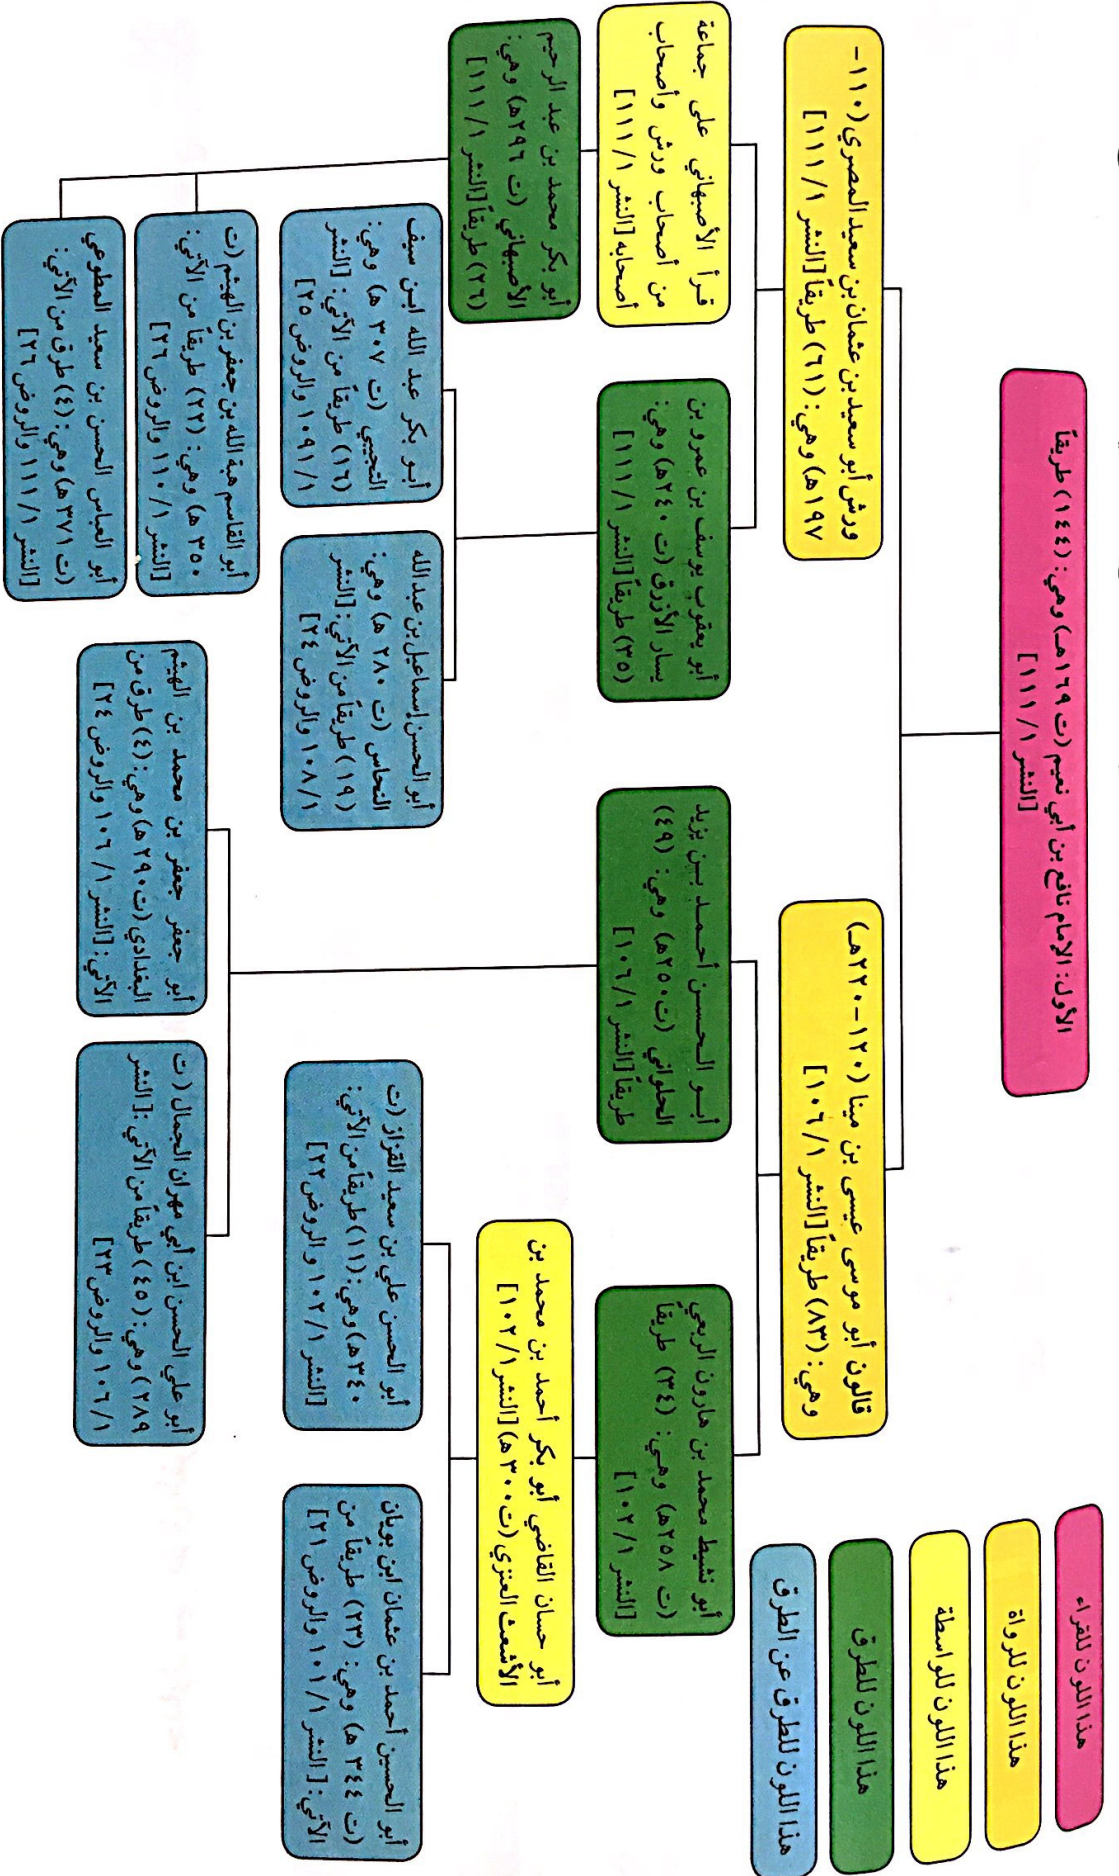 الأول: الإمام نافع بن أبي نعيم (ت ١٦٩هـ) وهي: (١٤٤) طريقاً
[النشر ١/ ١١١]
هذا اللون للقراء
هذا اللون للرواة
هذا اللون للواسطة
هذا اللون للطرق
هذا اللون للطرق عن الطرق
قالون أبو موسى عيسى بن مينا (١٢٠-٢٢٠هـ)
وهي: (٨٣) طريقاً [النشر ١/ ١٠٦]
ورش أبو سعيد بن عثمان بن سعيد المصري (١١٠-
١٩٧هـ) وهي: (٦١) طريقاً [النشر ١/ ١١١]
أبو نشيط محمد بن هارون الربعي
(ت ٢٥٨هـ) وهي: (٣٤) طريقاً
[النشر ١/ ١٠٢]
أبو الحسن أحمد بن يزيد
الحلواني (ت ٢٥٠هـ) وهي: (٤٩)
طريقاً [النشر ١/ ١٠٦]
أبو يعقوب يوسف بن عمرو بن
يسار الأزرق (ت ٢٤٠هـ) وهي:
(٣٥) طريقاً [النشر ١/ ١١١]
قرأ الأصبهاني على جماعة
من أصحاب ورش وأصحاب
أصحابه [النشر ١/ ١١١]
أبو حسان القاضي أبو بكر أحمد بن محمد بن
الأشعث العنزي (ت ٣٠٠هـ) [النشر ١/ ١٠٢]
أبو بكر محمد بن عبد الرحيم
الأصبهاني (ت ٢٩٦هـ) وهي:
(٢٦) طريقاً [النشر ١/ ١١١]
أبو الحسين أحمد بن عثمان ابن بويان
(ت ٣٤٤ هـ) وهي: (٢٣) طريقاً من
الآتي: [النشر ١/ ١٠١ والروض ٢١]
أبو الحسن علي بن سعيد القزاز (ت
٣٤٠هـ) وهي: (١١) طريقاً من الآتي:
[النشر ١/ ١٠٢ والروض ٢٢]
أبو الحسن إسماعيل بن عبدالله
النحاس (ت ٢٨٠ هـ) وهي:
(١٩) طريقاً من الآتي: [النشر
١/ ١٠٨ والروض ٢٤]
أبو بكر عبد الله ابن سيف
التجيبي (ت ٣٠٧ هـ) وهي:
(١٦) طريقاً من الآتي: [النشر
١/ ١٠٩ والروض ٢٥]
أبو علي الحسن ابن أبي مهران الجمال (ت
٢٨٩) وهي: (٤٥) طريقاً من الآتي: [النشر
١/ ١٠٦ والروض ٢٣]
أبو جعفر جعفر بن محمد بن الهيثم
البغدادي (ت ٢٩٠هـ) وهي: (٤) طرق من
الآتي: [النشر ١/ ١٠٦ والروض ٢٤]
أبو القاسم هبة الله بن جعفر بن الهيثم (ت
٣٥٠ هـ) وهي: (٢٢) طريقاً من الآتي:
[النشر ١/ ١١٠ والروض ٢٦]
أبو العباس الحسن بن سعيد المطوعي
(ت ٣٧١هـ) وهي: (٤) طرق من الآتي:
[النشر ١/ ١١١ والروض ٢٦]